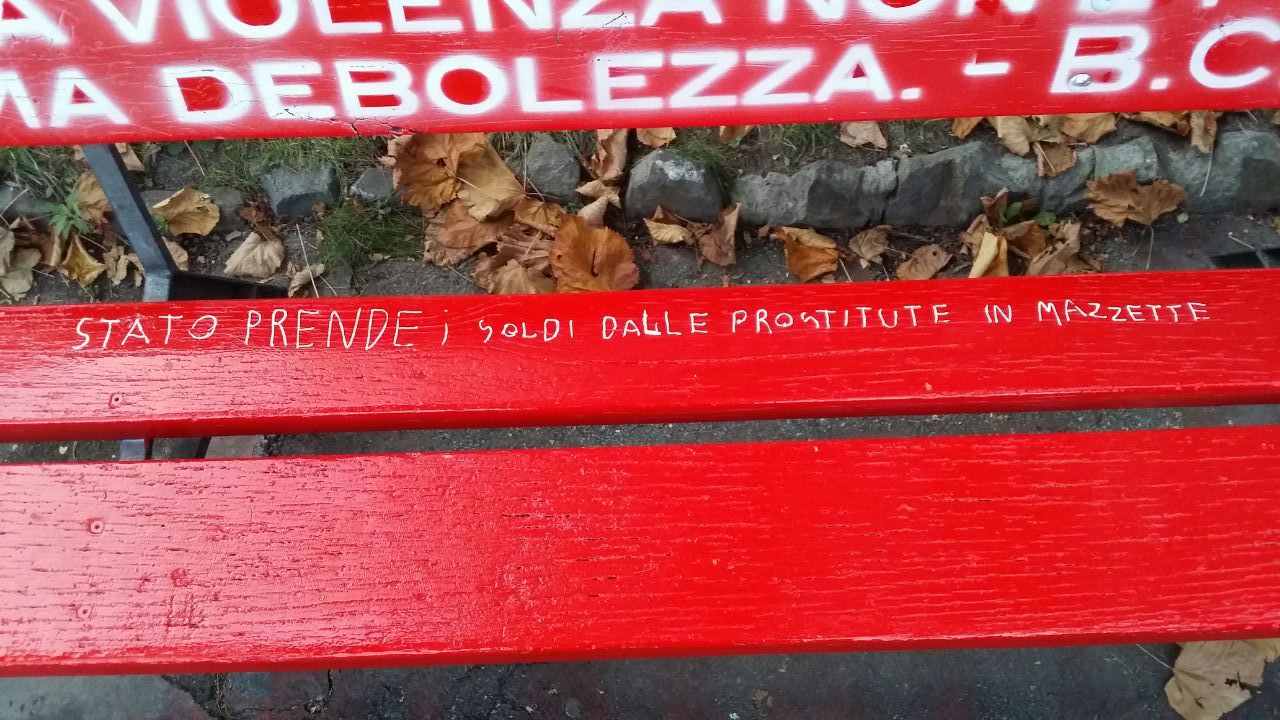 A VIOLENZA NON È F
MA DEBOLEZZA. - B.C
STATO PRENDE i SOLDI DALLE PROSTITUTE IN MAZZETTE